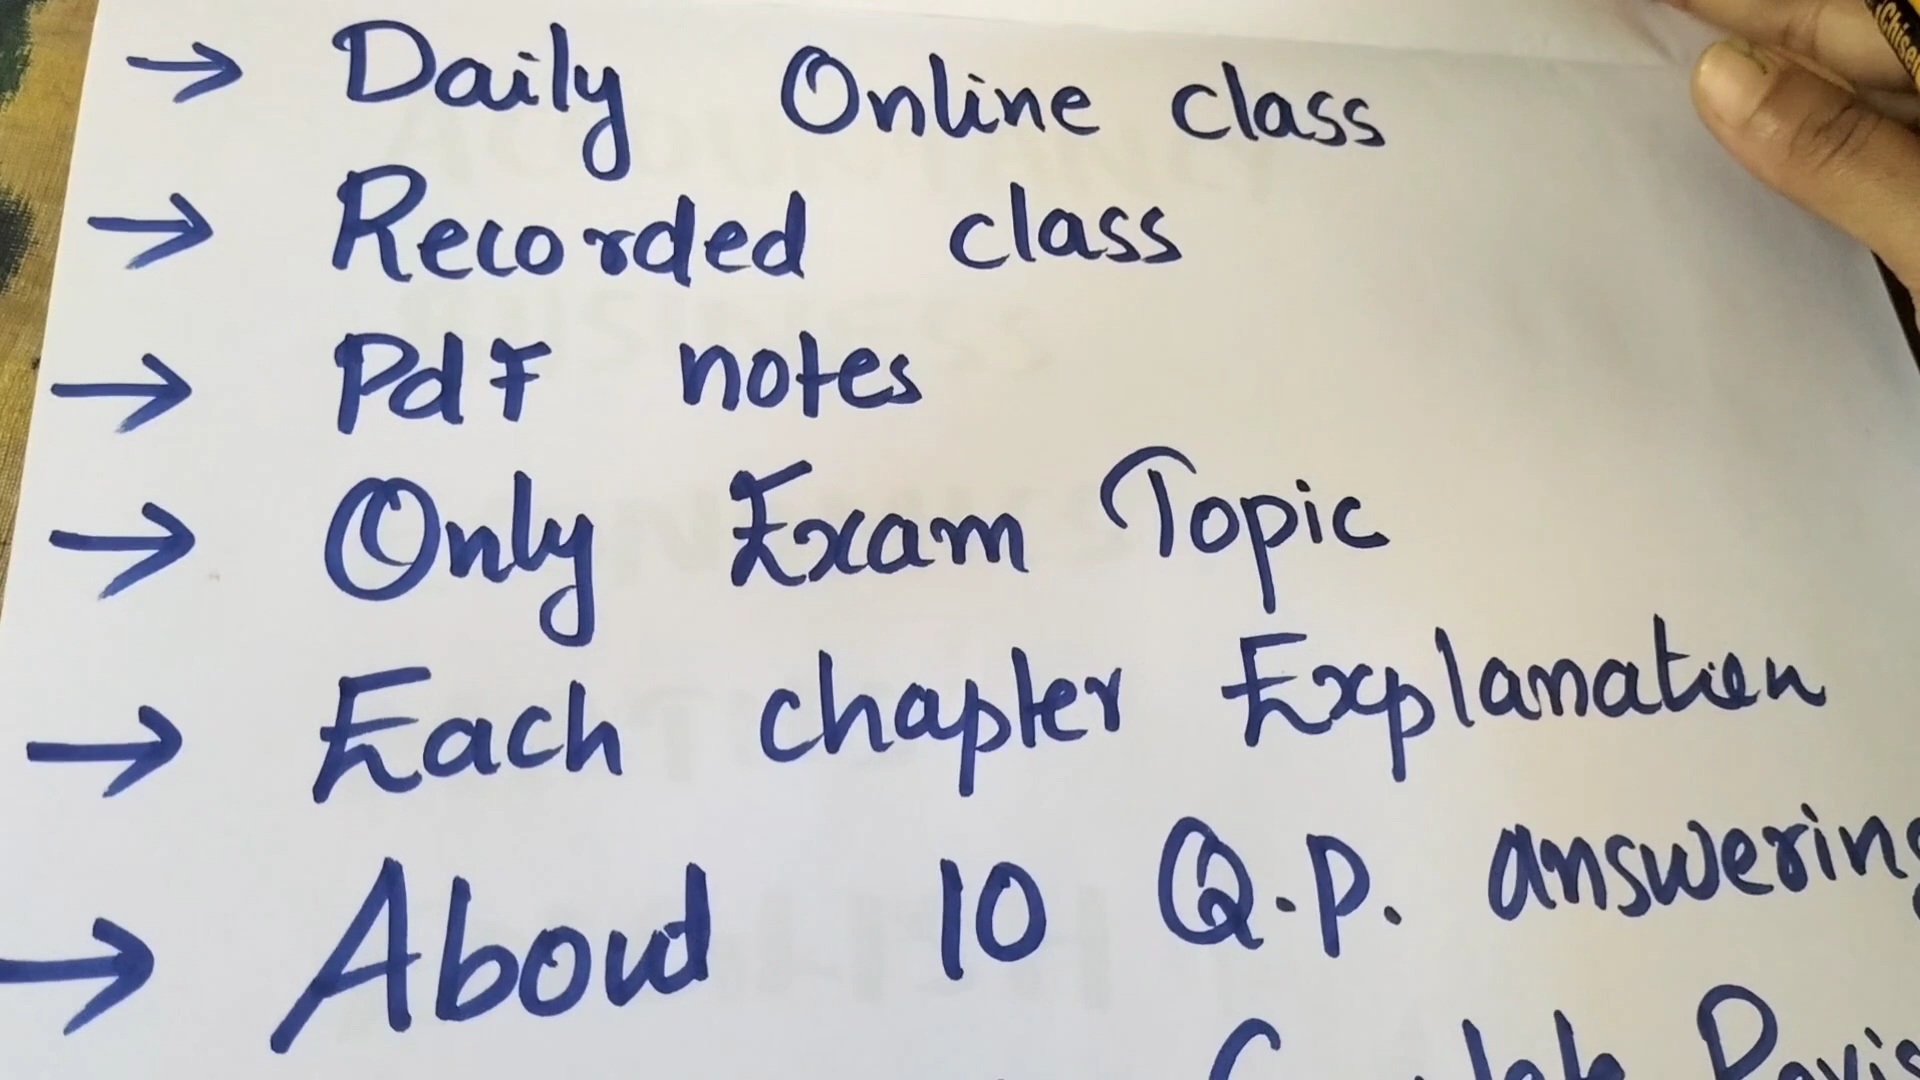 → Daily Online class
→ Recorded class
→ Pdf notes
→ Only Exam Topic
→ Each chapter Explanation
→ About 10 Q.P. answering